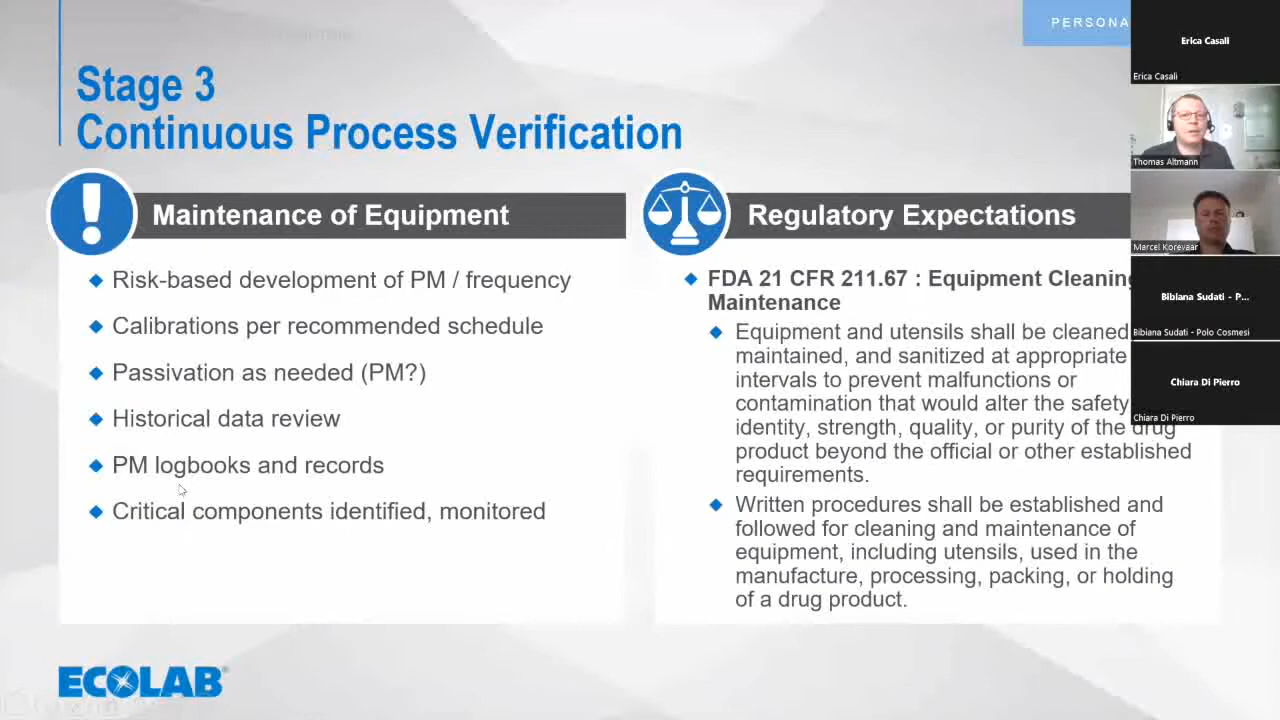 PERSONA
Stage 3
Continuous Process Verification
Maintenance of Equipment
Risk-based development of PM / frequency
Calibrations per recommended schedule
Passivation as needed (PM?)
Historical data review
PM logbooks and records
Critical components identified, monitored
Regulatory Expectations
FDA 21 CFR 211.67 : Equipment Cleaning
Maintenance
Equipment and utensils shall be cleaned
maintained, and sanitized at appropriate
intervals to prevent malfunctions or
contamination that would alter the safety
identity, strength, quality, or purity of the drug
product beyond the official or other established
requirements.
Written procedures shall be established and
followed for cleaning and maintenance of
equipment, including utensils, used in the
manufacture, processing, packing, or holding
of a drug product.
ECOLAB®
Erica Casali
Erica Casali
Thomas Altmann
Marcel Korevaar
Bibiana Sudati - P...
Bibiana Sudati - Polo Cosmesi
Chiara Di Pierro
Chiara Di Pierro